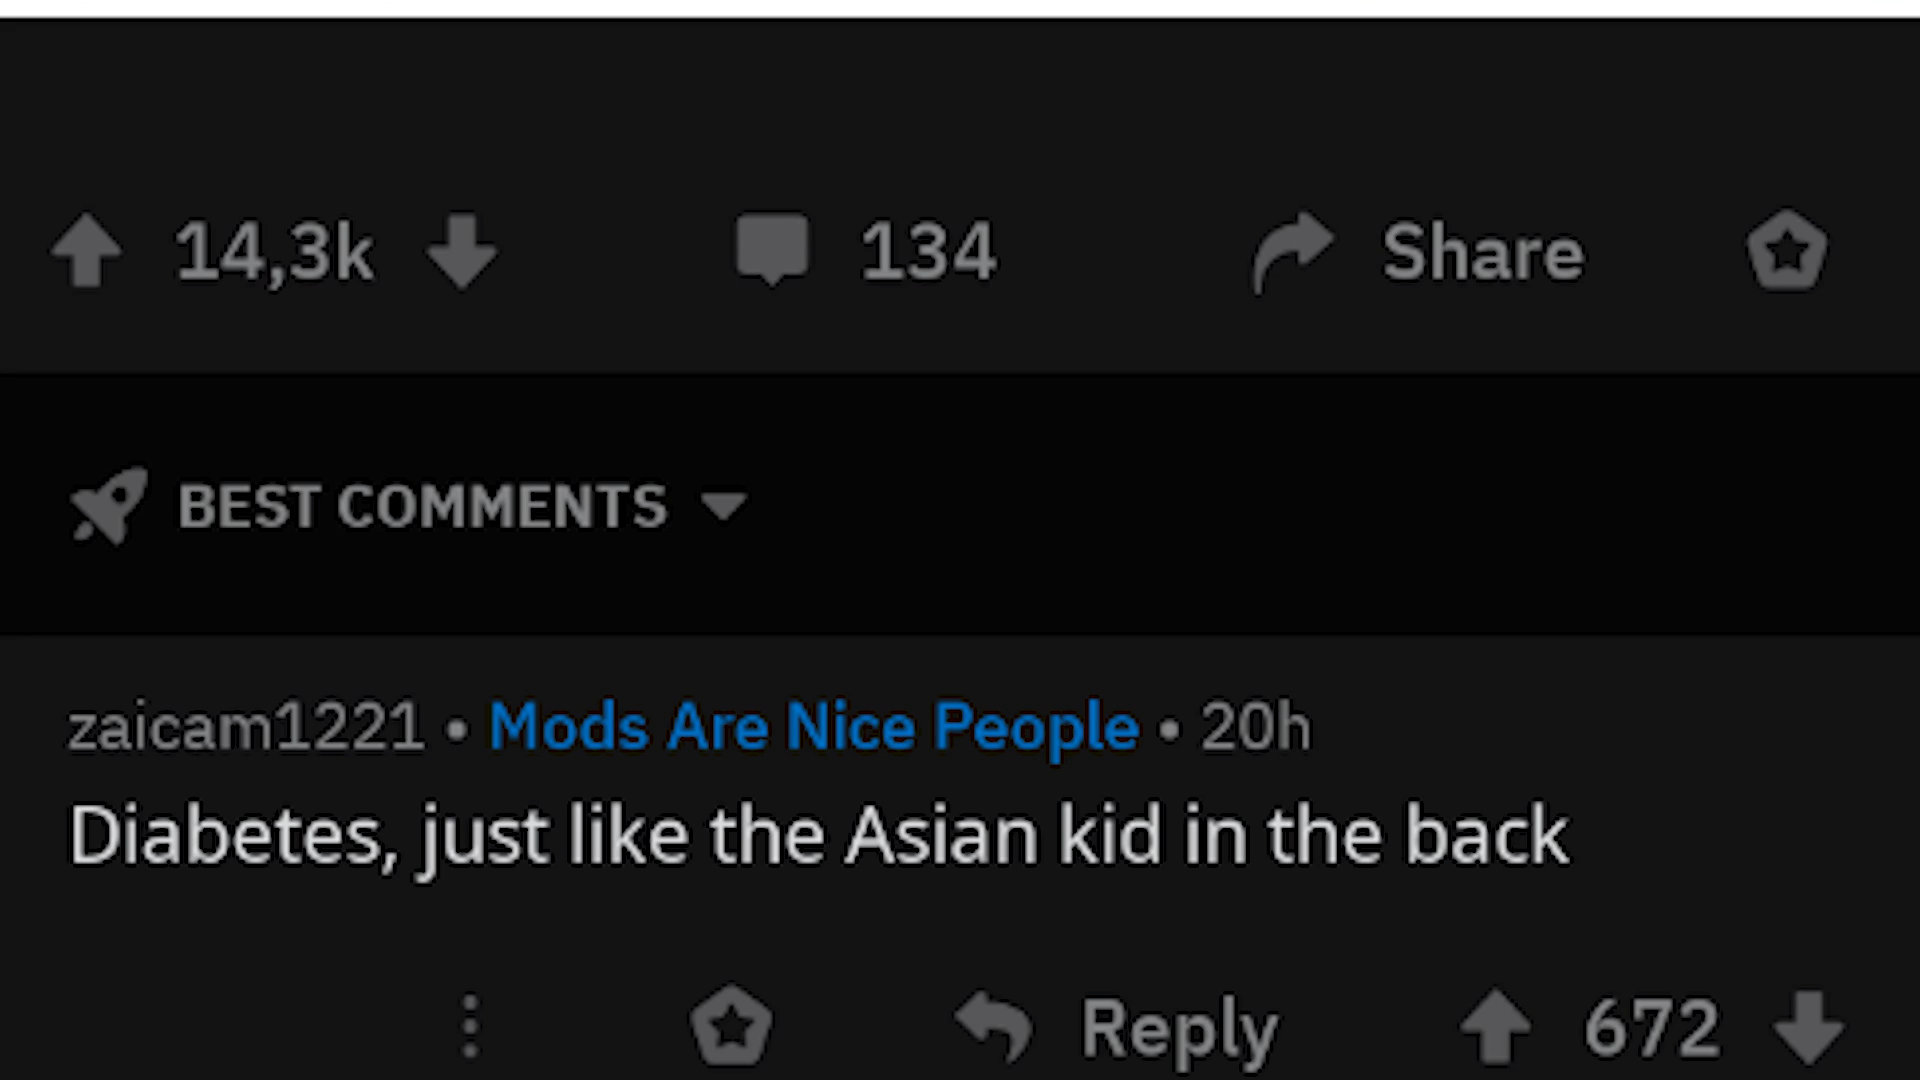 14,3k 134 Share
BEST COMMENTS
zaicam1221 • Mods Are Nice People • 20h
Diabetes, just like the Asian kid in the back
Reply 672